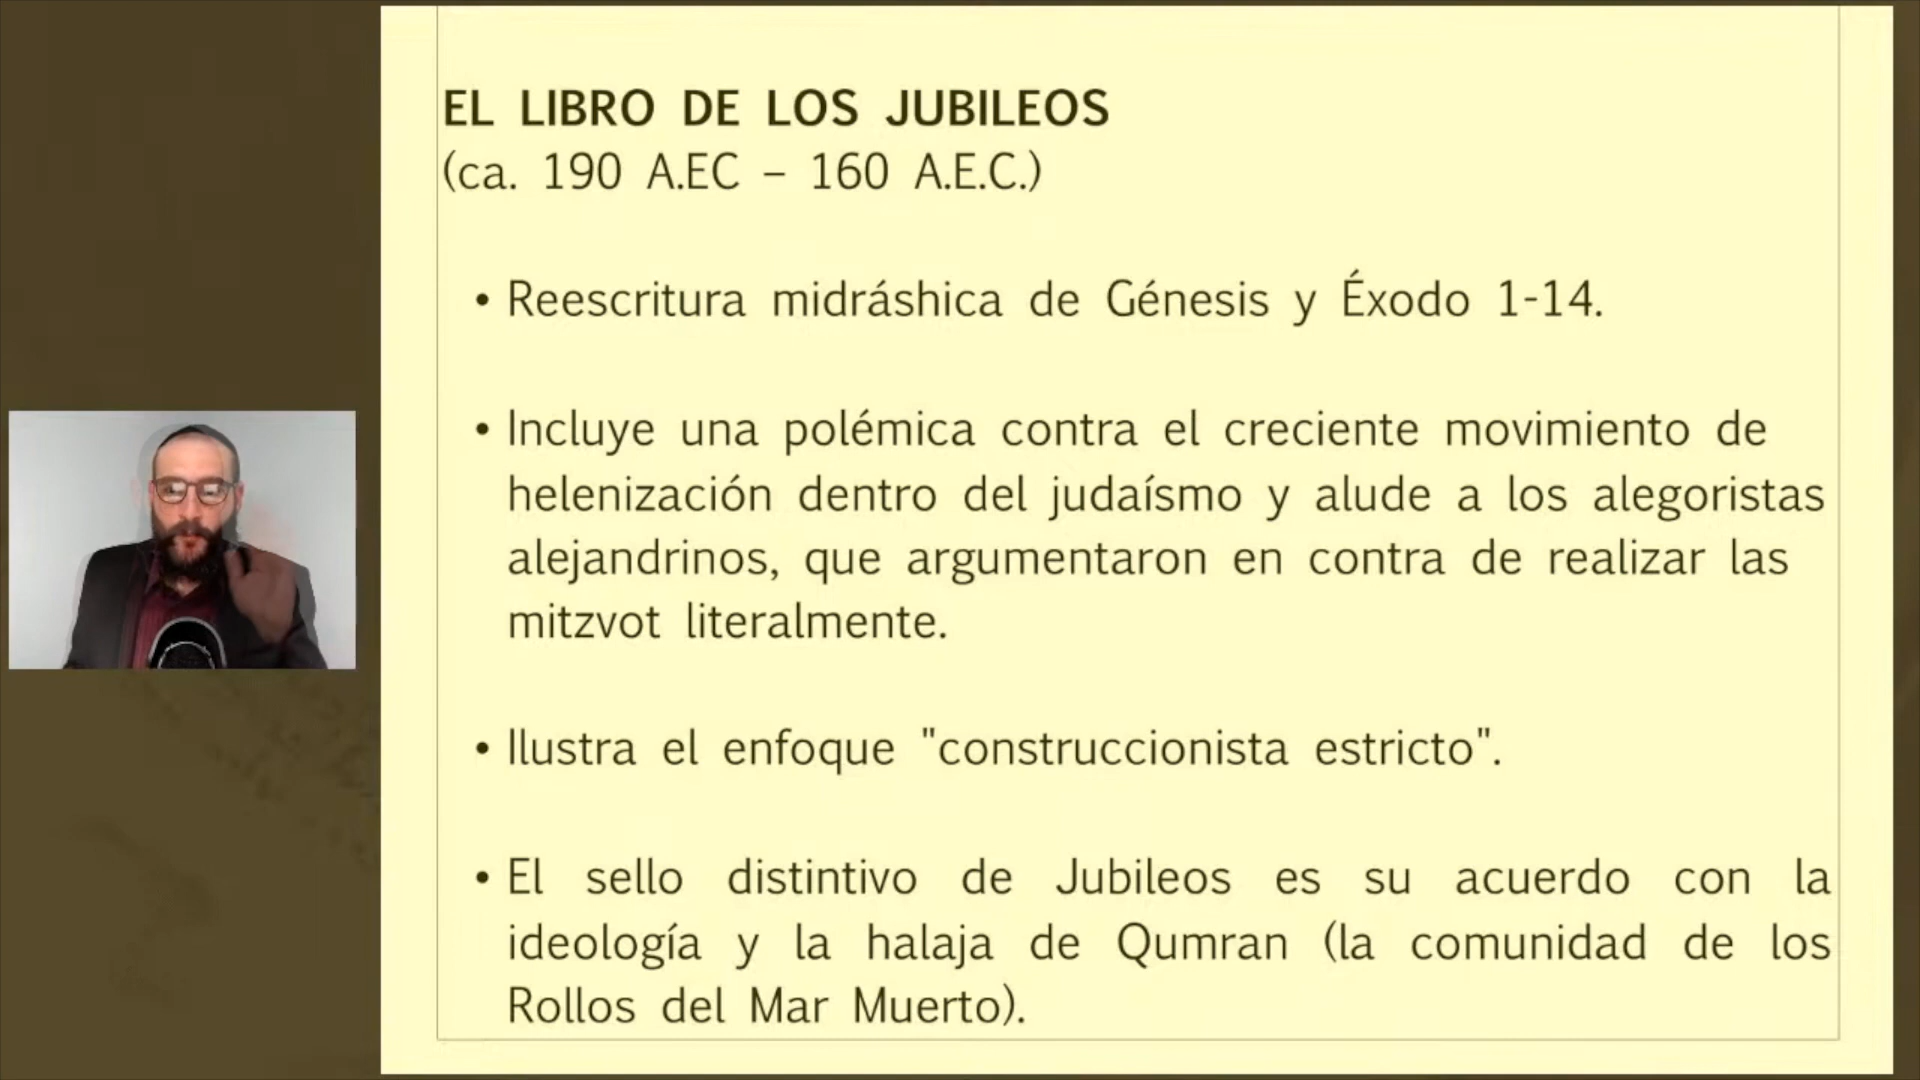 EL LIBRO DE LOS JUBILEOS
(ca. 190 A.EC – 160 A.E.C.)
• Reescritura midráshica de Génesis y Éxodo 1-14.
• Incluye una polémica contra el creciente movimiento de
helenización dentro del judaísmo y alude a los alegoristas
alejandrinos, que argumentaron en contra de realizar las
mitzvot literalmente.
• Ilustra el enfoque "construccionista estricto".
• El sello distintivo de Jubileos es su acuerdo con la
ideología y la halaja de Qumran (la comunidad de los
Rollos del Mar Muerto).